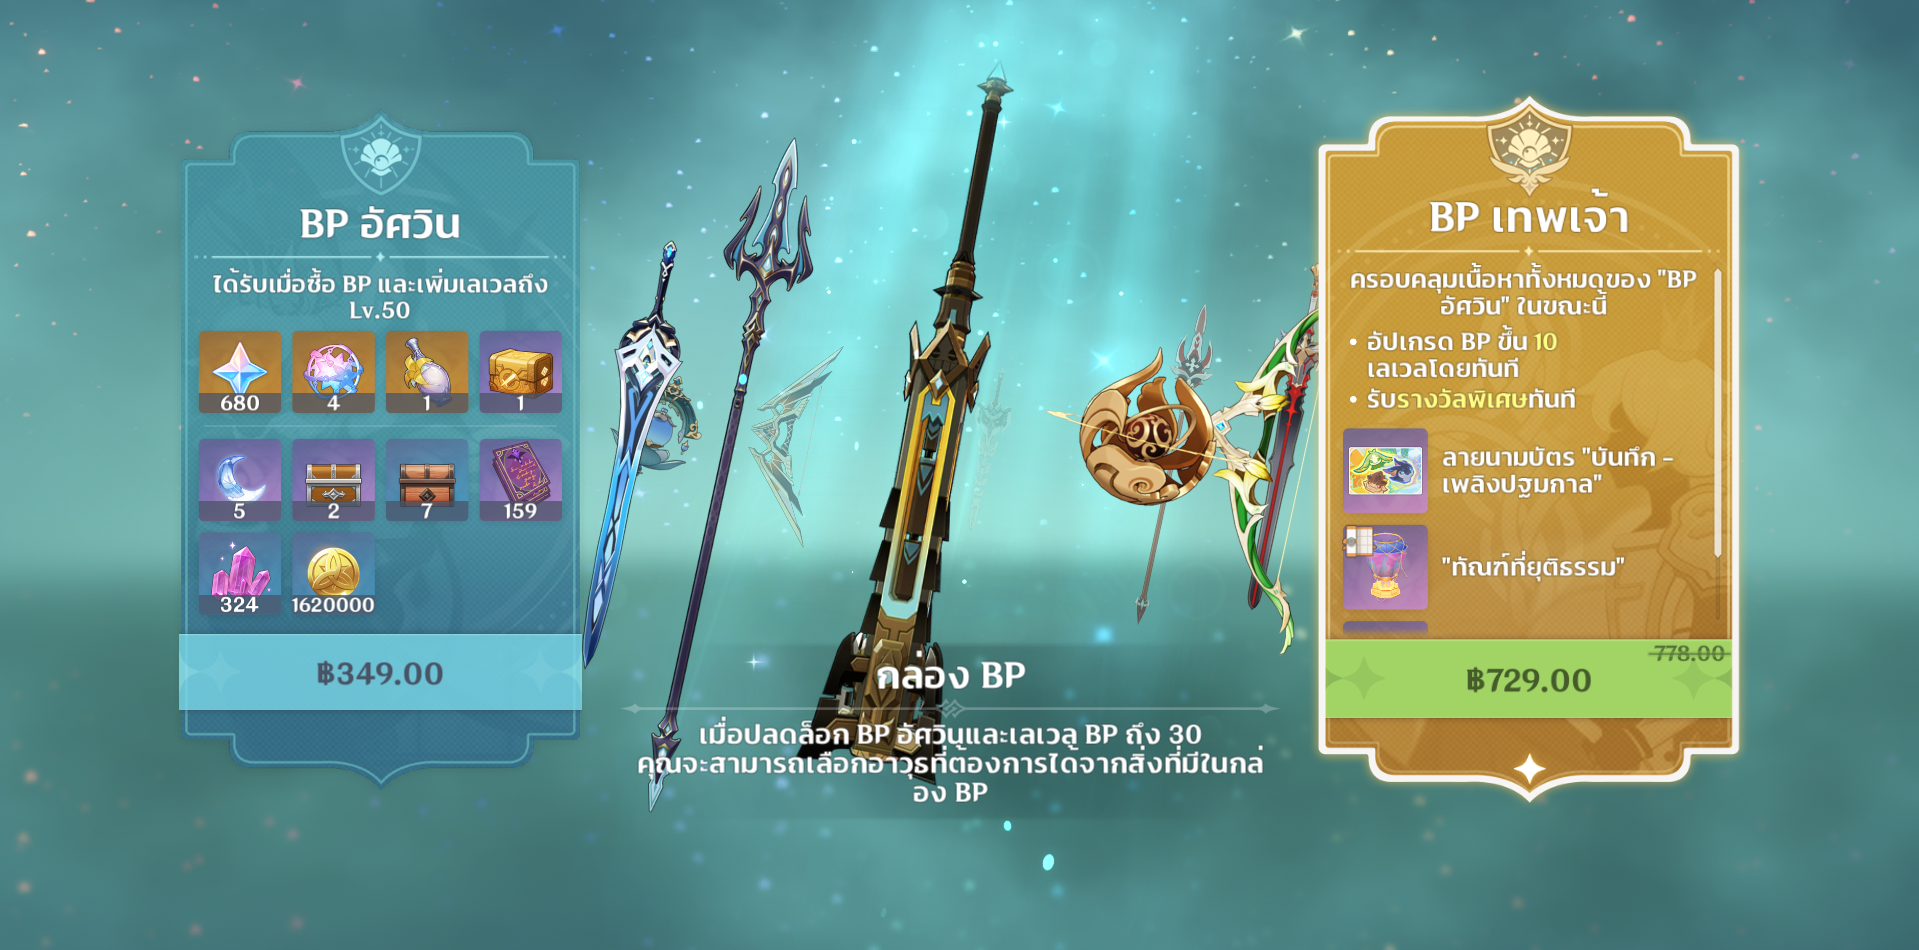 BP อัศวิน
ได้รับเมื่อซื้อ BP และเพิ่มเลเวลถึง
Lv.50
680
4
1
1
5
2
7
159
324
1620000
฿349.00
กล่อง BP
เมื่อปลดล็อก BP อัศวินและเลเวล BP ถึง 30
คุณจะสามารถเลือกอาวุธที่ต้องการได้จากสิ่งที่มีในกล่
อง BP
BP เทพเจ้า
ครอบคลุมเนื้อหาทั้งหมดของ "BP
อัศวิน" ในขณะนี้
• อัปเกรด BP ขึ้น 10
เลเวลโดยทันที
• รับรางวัลพิเศษทันที
ลายนามบัตร "บันทึก -
เพลิงปฐมกาล"
"ทัณฑ์ที่ยุติธรรม"
778.00
฿729.00